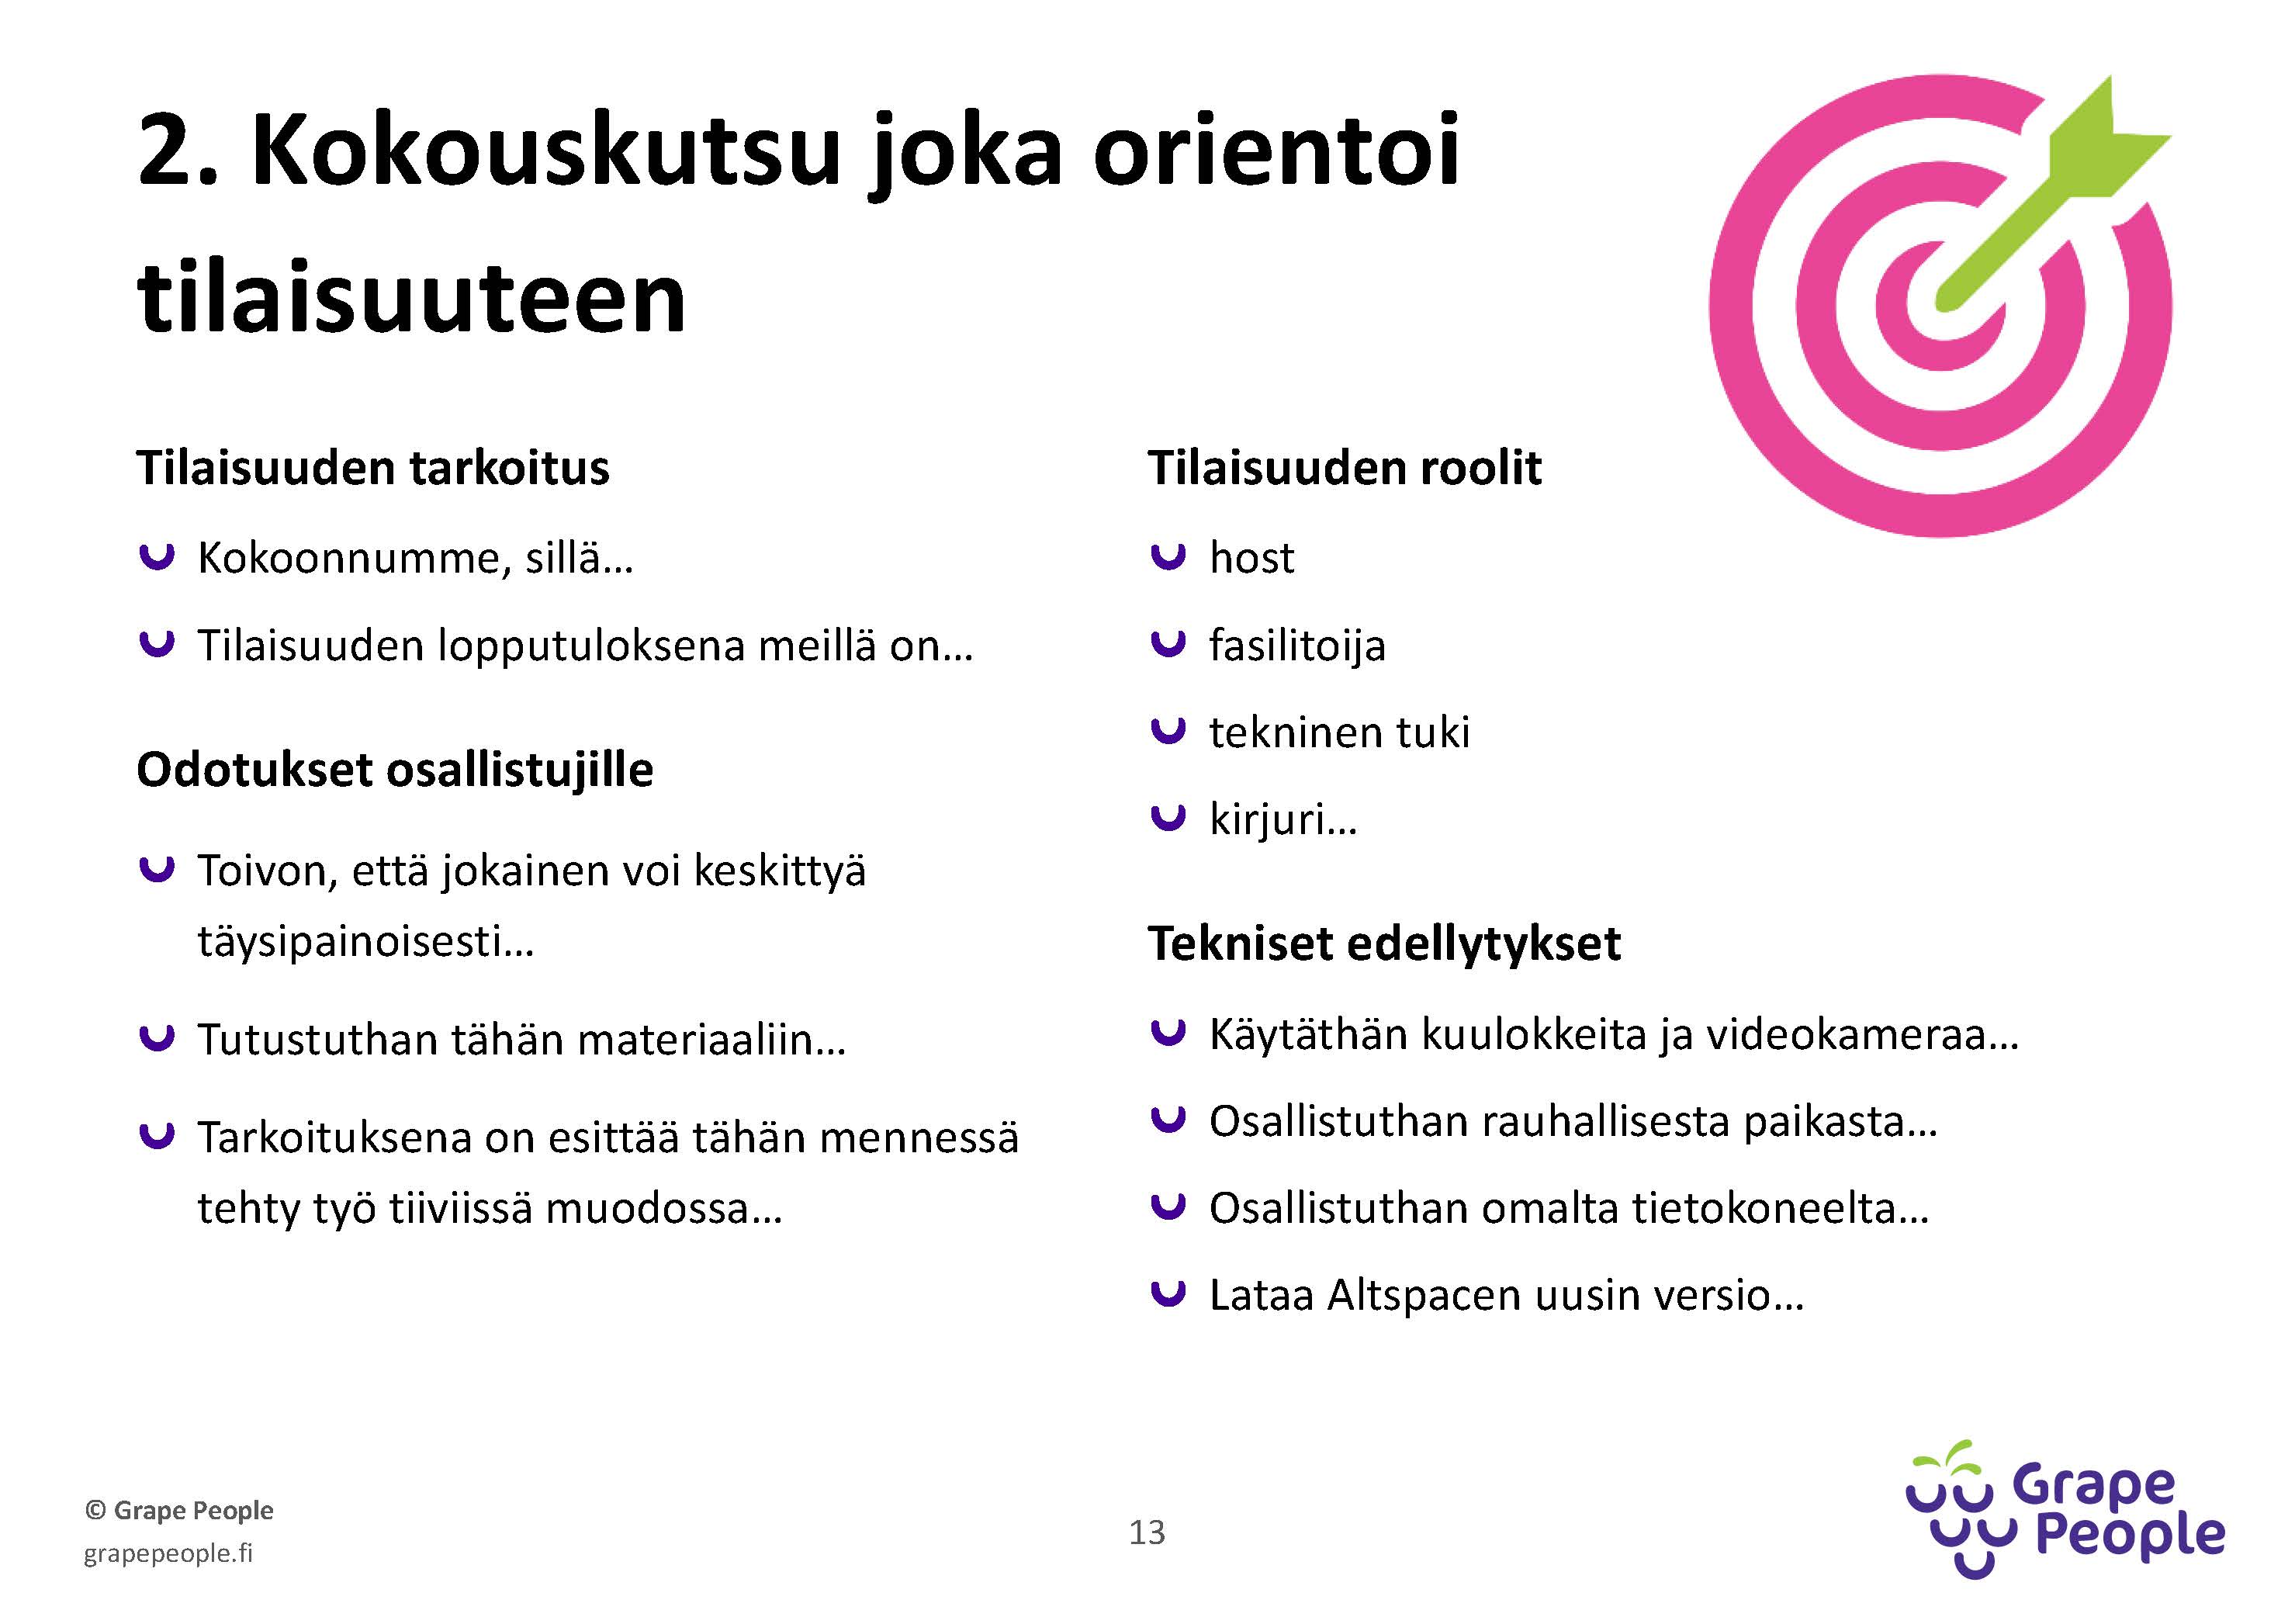 2. Kokouskutsu joka orientoi
tilaisuuteen
Tilaisuuden tarkoitus
Kokoonnumme, sillä…
Tilaisuuden lopputuloksena meillä on…
Odotukset osallistujille
Toivon, että jokainen voi keskittyä
täysipainoisesti…
Tutustuthan tähän materiaaliin…
Tarkoituksena on esittää tähän mennessä
tehty työ tiiviissä muodossa…
Tilaisuuden roolit
host
fasilitoija
tekninen tuki
kirjuri…
Tekniset edellytykset
Käytäthän kuulokkeita ja videokameraa…
Osallistuthan rauhallisesta paikasta…
Osallistuthan omalta tietokoneelta…
Lataa Altspacen uusin versio…
© Grape People
grapepeople.fi
13
Grape
People